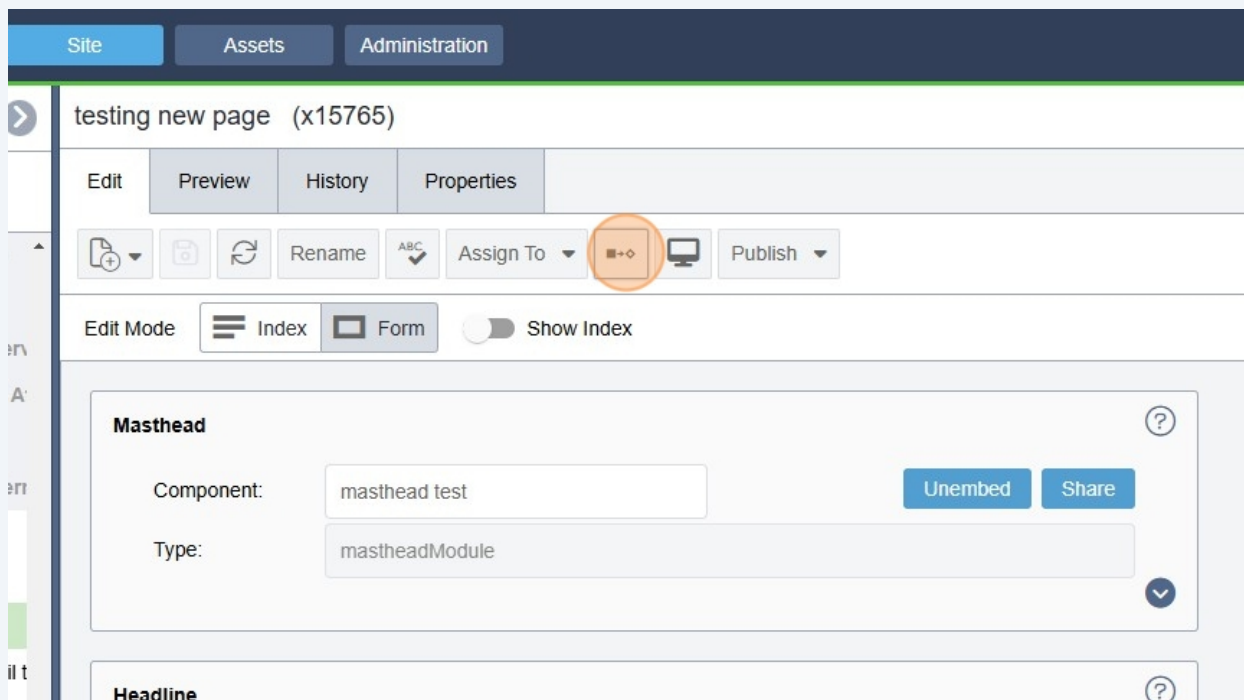 Site Assets Administration
testing new page (x15765)
Edit Preview History Properties
Rename ABC Assign To Publish
Edit Mode Index Form Show Index
Masthead
Component: masthead test Unembed Share
Type: mastheadModule
il t
Headline